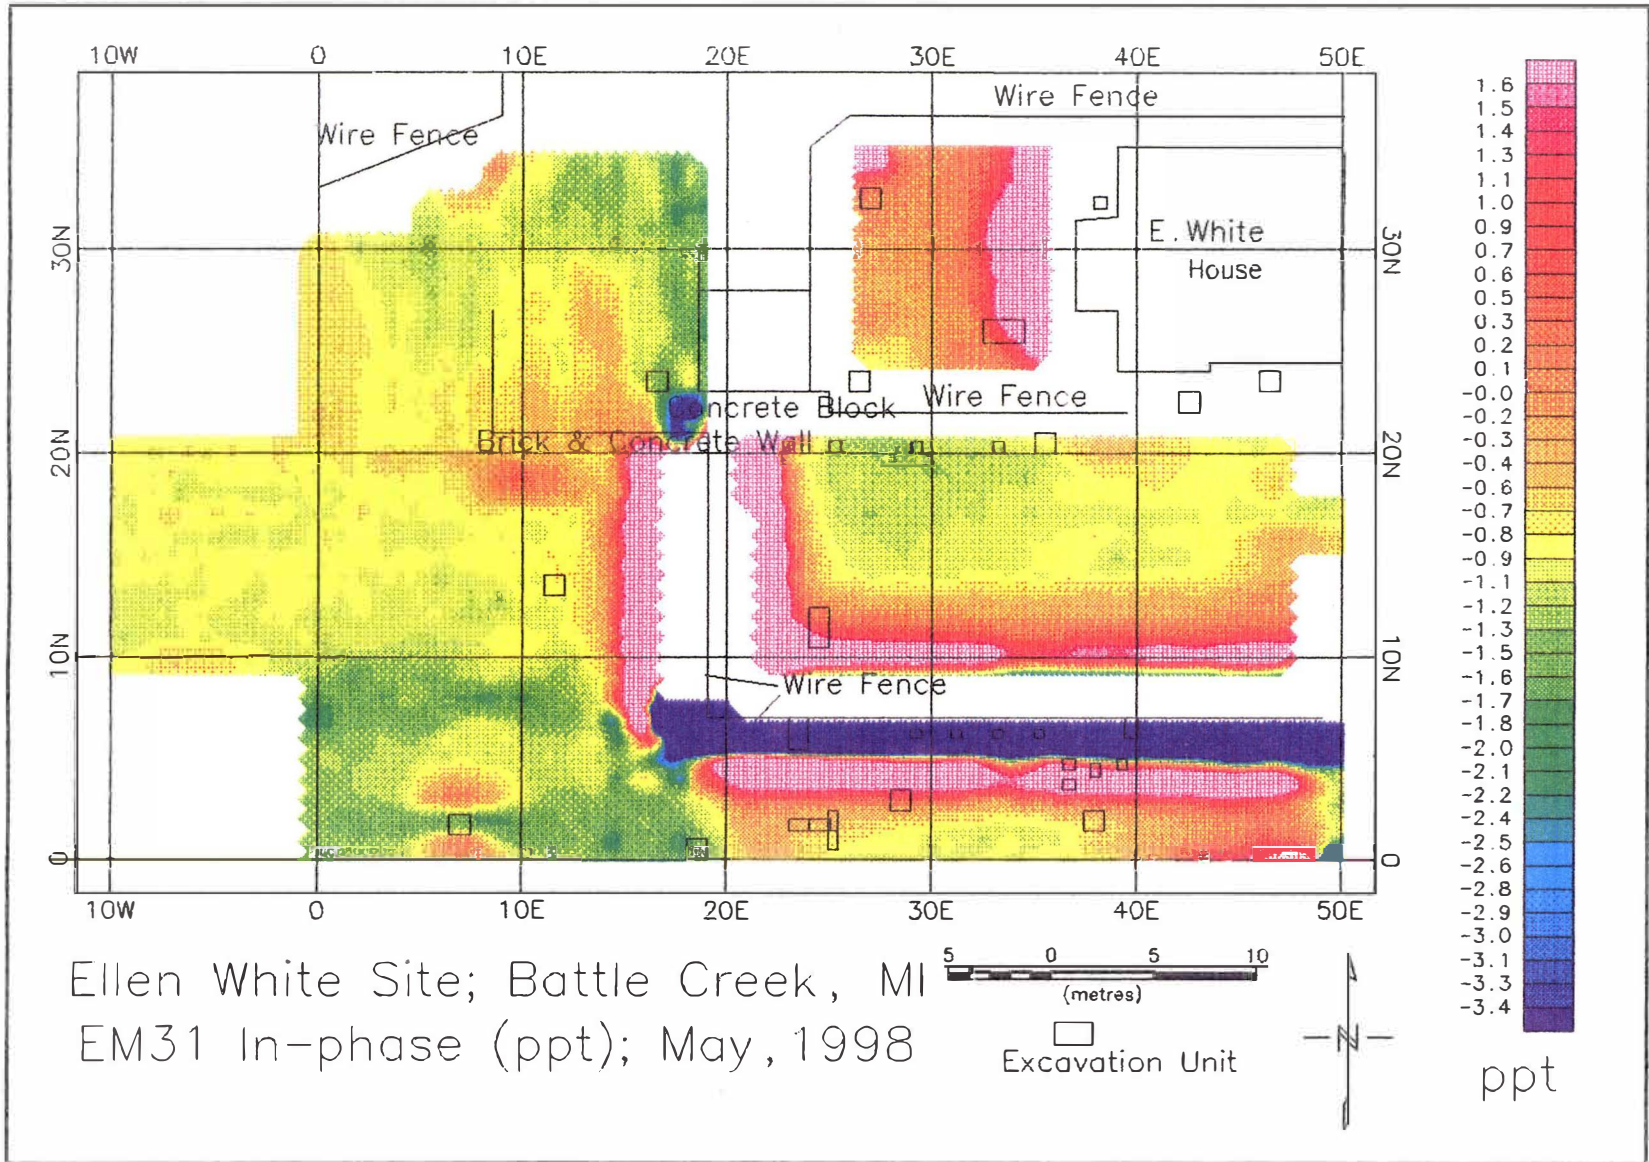 10W 0 10E 20E 30E 40E 50E
Wire Fence
Wire Fence
30N
E. White
House
30N
Wire Fence
Concrete Block
Brick & Concrete Wall
20N
20N
10N
10N
Wire Fence
0
0
10W 0 10E 20E 30E 40E 50E
1.6
1.5
1.4
1.3
1.1
1.0
0.9
0.7
0.6
0.5
0.3
0.2
0.1
-0.0
-0.2
-0.3
-0.4
-0.6
-0.7
-0.8
-0.9
-1.1
-1.2
-1.3
-1.5
-1.6
-1.7
-1.8
-2.0
-2.1
-2.2
-2.4
-2.5
-2.6
-2.8
-2.9
-3.0
-3.1
-3.3
-3.4
ppt
Ellen White Site; Battle Creek, MI
EM31 In-phase (ppt); May, 1998
5 0 5 10
(metres)
Excavation Unit
N